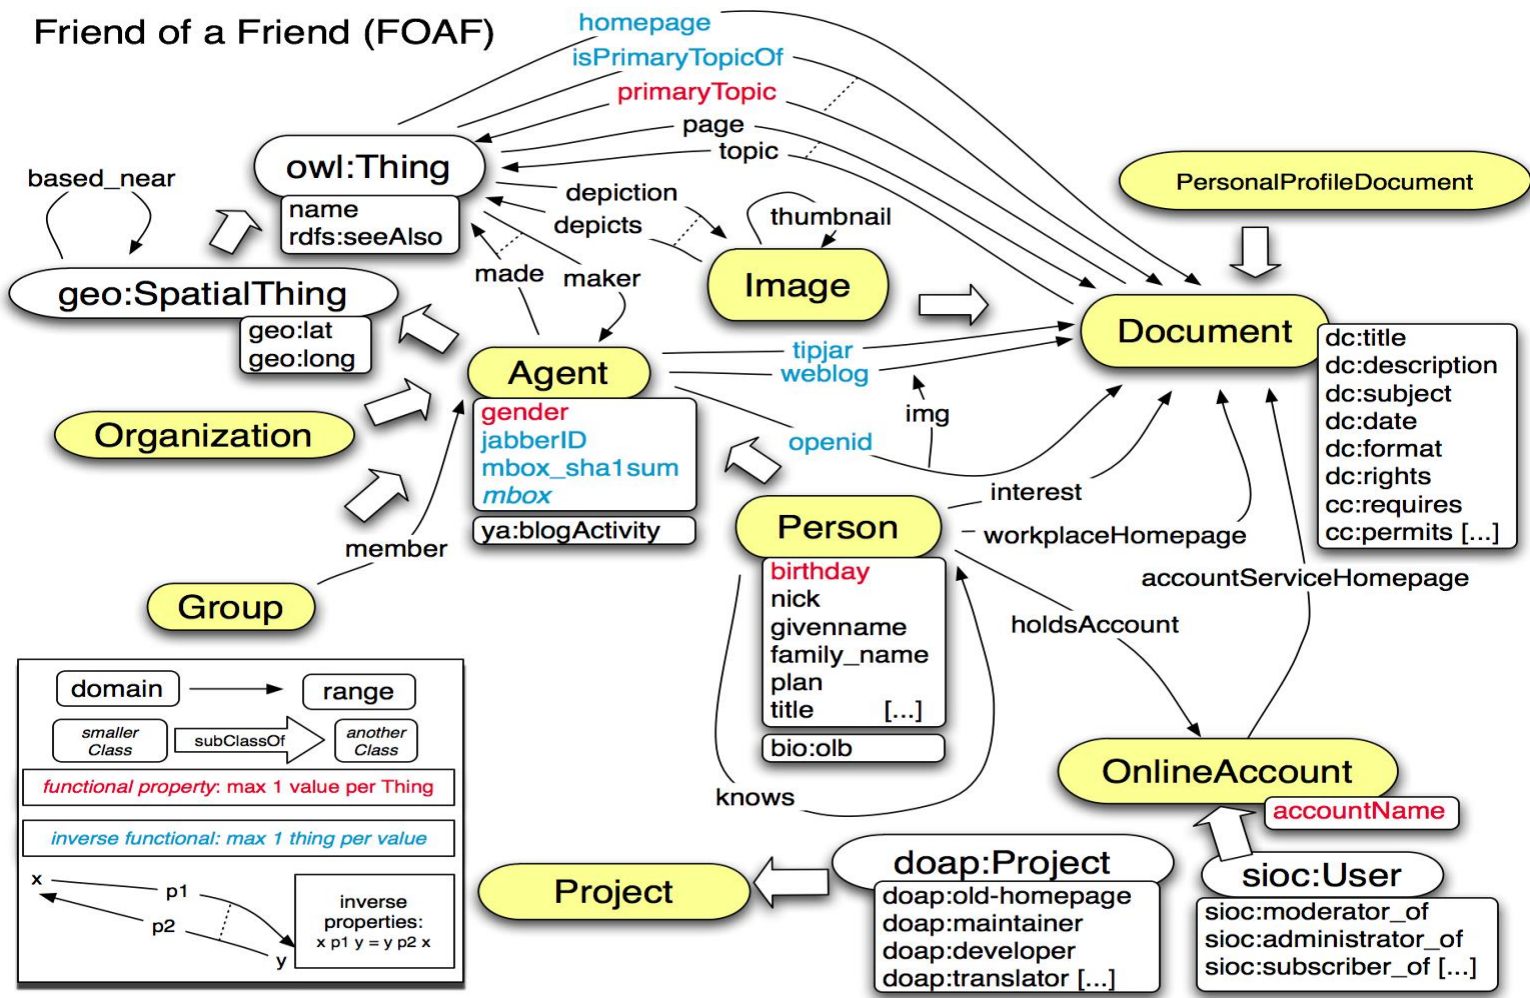 Friend of a Friend (FOAF)
homepage
isPrimaryTopicOf
primaryTopic
page
topic
owl:Thing
name
rdfs:seeAlso
based_near
depiction
depicts
thumbnail
PersonalProfileDocument
made
maker
Image
geo:SpatialThing
geo:lat
geo:long
Document
dc:title
dc:description
dc:subject
dc:date
dc:format
dc:rights
cc:requires
cc:permits [...]
tipjar
weblog
img
openid
Agent
gender
jabberID
mbox_sha1sum
mbox
ya:blogActivity
Organization
member
Group
Person
birthday
nick
givenname
family_name
plan
title [...]
bio:olb
knows
interest
workplaceHomepage
accountServiceHomepage
holdsAccount
OnlineAccount
accountName
domain
range
smaller
Class
subClassOf
another
Class
functional property: max 1 value per Thing
inverse functional: max 1 thing per value
x
p1
p2
y
inverse
properties:
x p1 y = y p2 x
Project
doap:Project
doap:old-homepage
doap:maintainer
doap:developer
doap:translator [...]
sioc:User
sioc:moderator_of
sioc:administrator_of
sioc:subscriber_of [...]